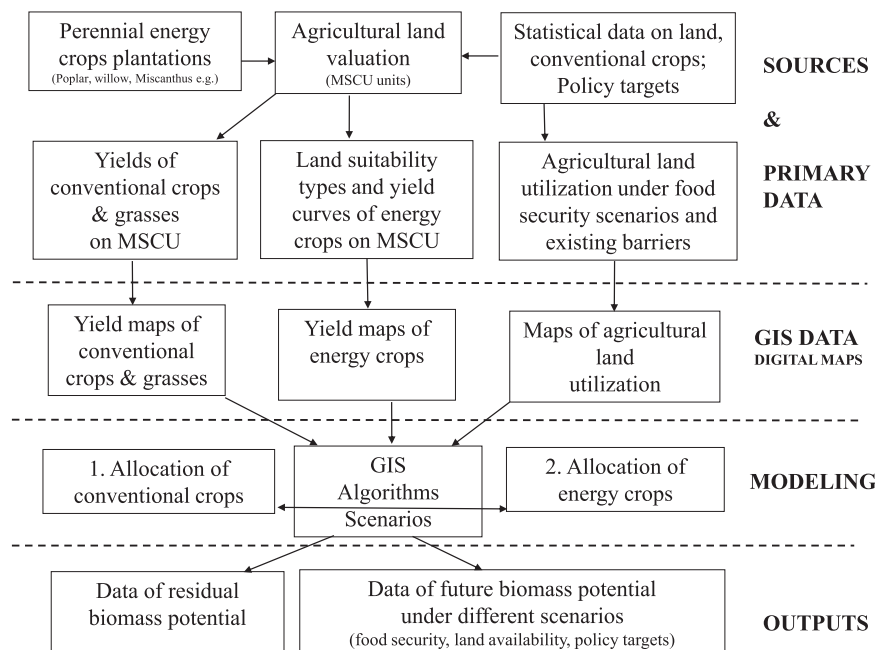 Perennial energy
crops plantations
(Poplar, willow, Miscanthus e.g.)
Agricultural land
valuation
(MSCU units)
Statistical data on land,
conventional crops;
Policy targets
SOURCES
&
PRIMARY
DATA
Yields of
conventional crops
& grasses
on MSCU
Land suitability
types and yield
curves of energy
crops on MSCU
Agricultural land
utilization under food
security scenarios and
existing barriers
Yield maps of
conventional
crops & grasses
Yield maps of
energy crops
Maps of agricultural
land
utilization
GIS DATA
DIGITAL MAPS
1. Allocation of
conventional crops
GIS
Algorithms
Scenarios
2. Allocation of
energy crops
MODELING
Data of residual
biomass potential
Data of future biomass potential
under different scenarios
(food security, land availability, policy targets)
OUTPUTS